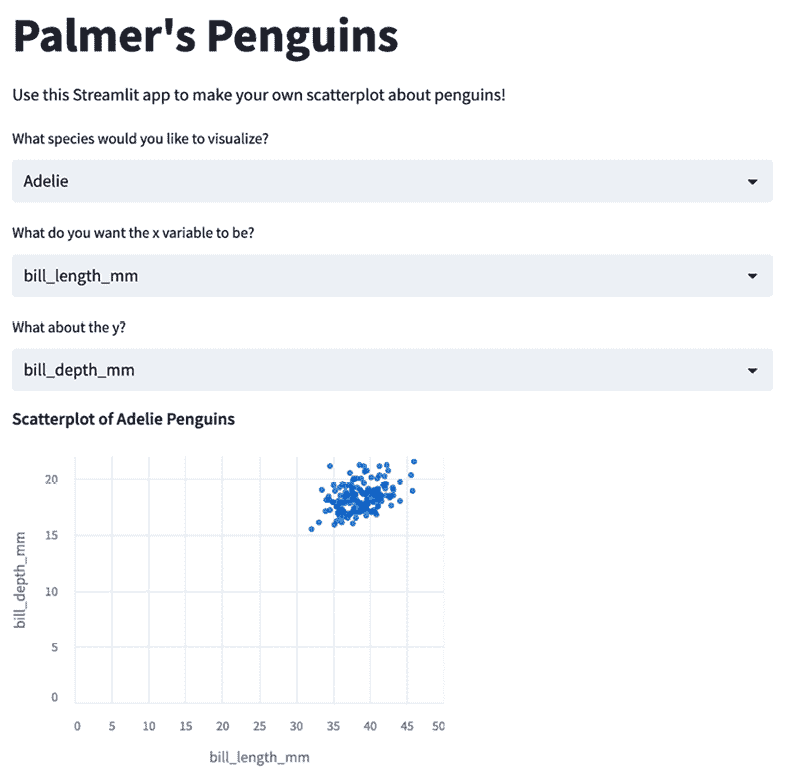 Palmer's Penguins
Use this Streamlit app to make your own scatterplot about penguins!
What species would you like to visualize?
Adelie
What do you want the x variable to be?
bill_length_mm
What about the y?
bill_depth_mm
Scatterplot of Adelie Penguins
20
15
10
5
0
bill_depth_mm
0 5 10 15 20 25 30 35 40 45 50
bill_length_mm